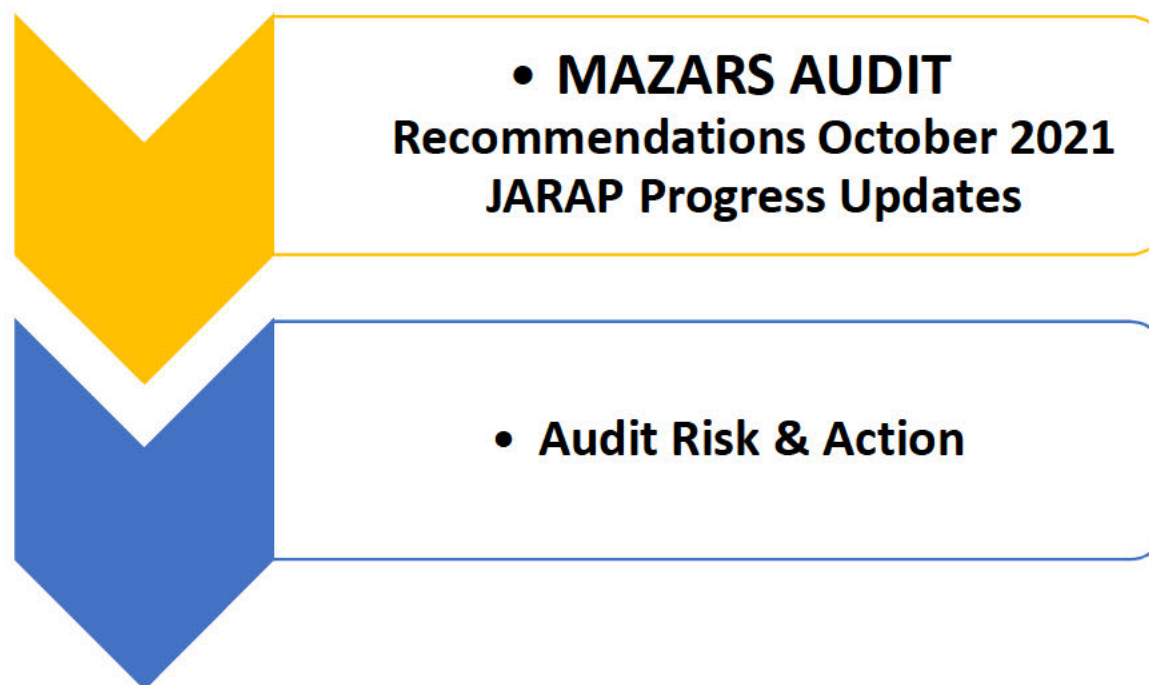 • MAZARS AUDIT
Recommendations October 2021
JARAP Progress Updates
• Audit Risk & Action